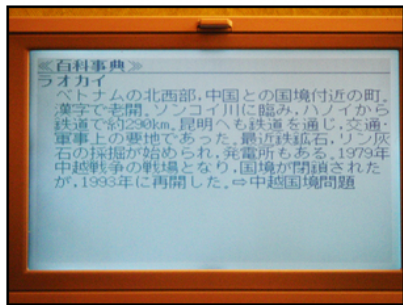 ≪百科事典≫
ラオカイ
ベトナムの北西部,中国との国境付近の町.
漢字で老開.ソンコイ川に臨み,ハノイから
鉄道で約290km.昆明へも鉄道を通じ,交通・
軍事上の要地であった.最近鉄鉱石,リン灰
石の採掘が始められ,発電所もある.1979年
中越戦争の戦場となり,国境が閉鎖された
が,1993年に再開した.⇨中越国境問題